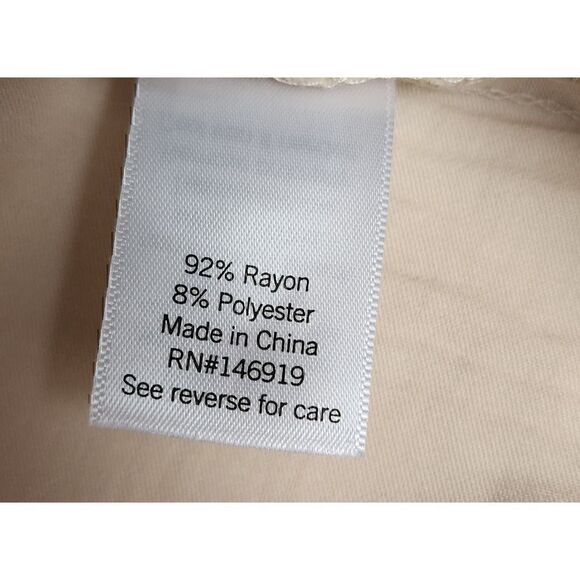 92% Rayon
8% Polyester
Made in China
RN#146919
See reverse for care